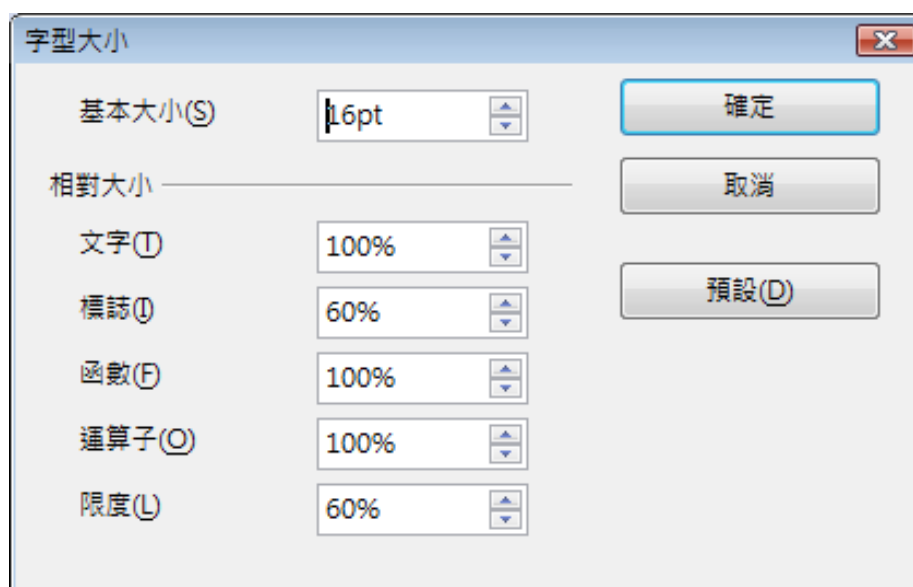 字型大小
基本大小(S) 16pt 確定
相對大小 取消
文字(T) 100%
標誌(I) 60% 預設(D)
函數(F) 100%
運算子(O) 100%
限度(L) 60%